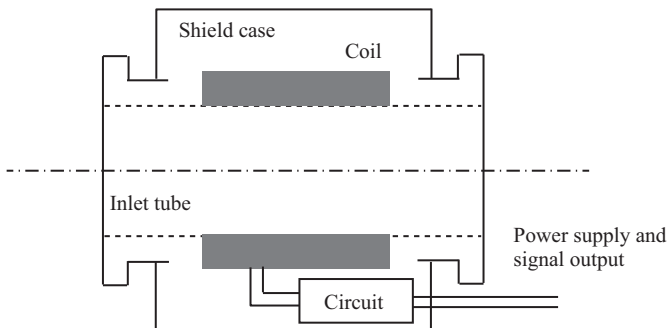 Shield case
Coil
Inlet tube
Power supply and
signal output
Circuit